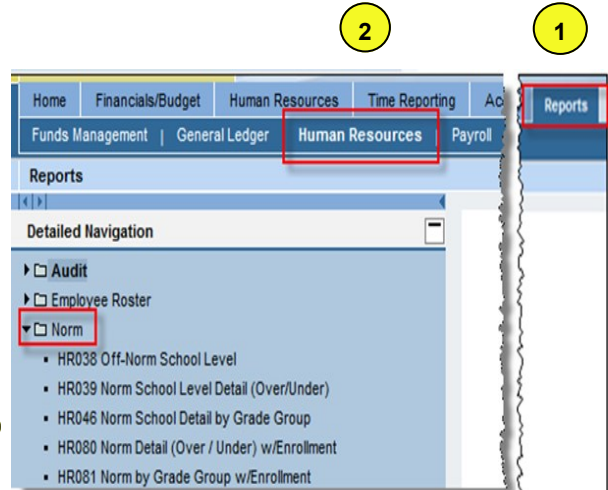 2 1
Home Financials/Budget Human Resources Time Reporting Ac Reports
Funds Management | General Ledger Human Resources Payroll
Reports
Detailed Navigation
Audit
Employee Roster
Norm
▪ HR038 Off-Norm School Level
▪ HR039 Norm School Level Detail (Over/Under)
▪ HR046 Norm School Detail by Grade Group
▪ HR080 Norm Detail (Over / Under) w/Enrollment
▪ HR081 Norm by Grade Group w/Enrollment